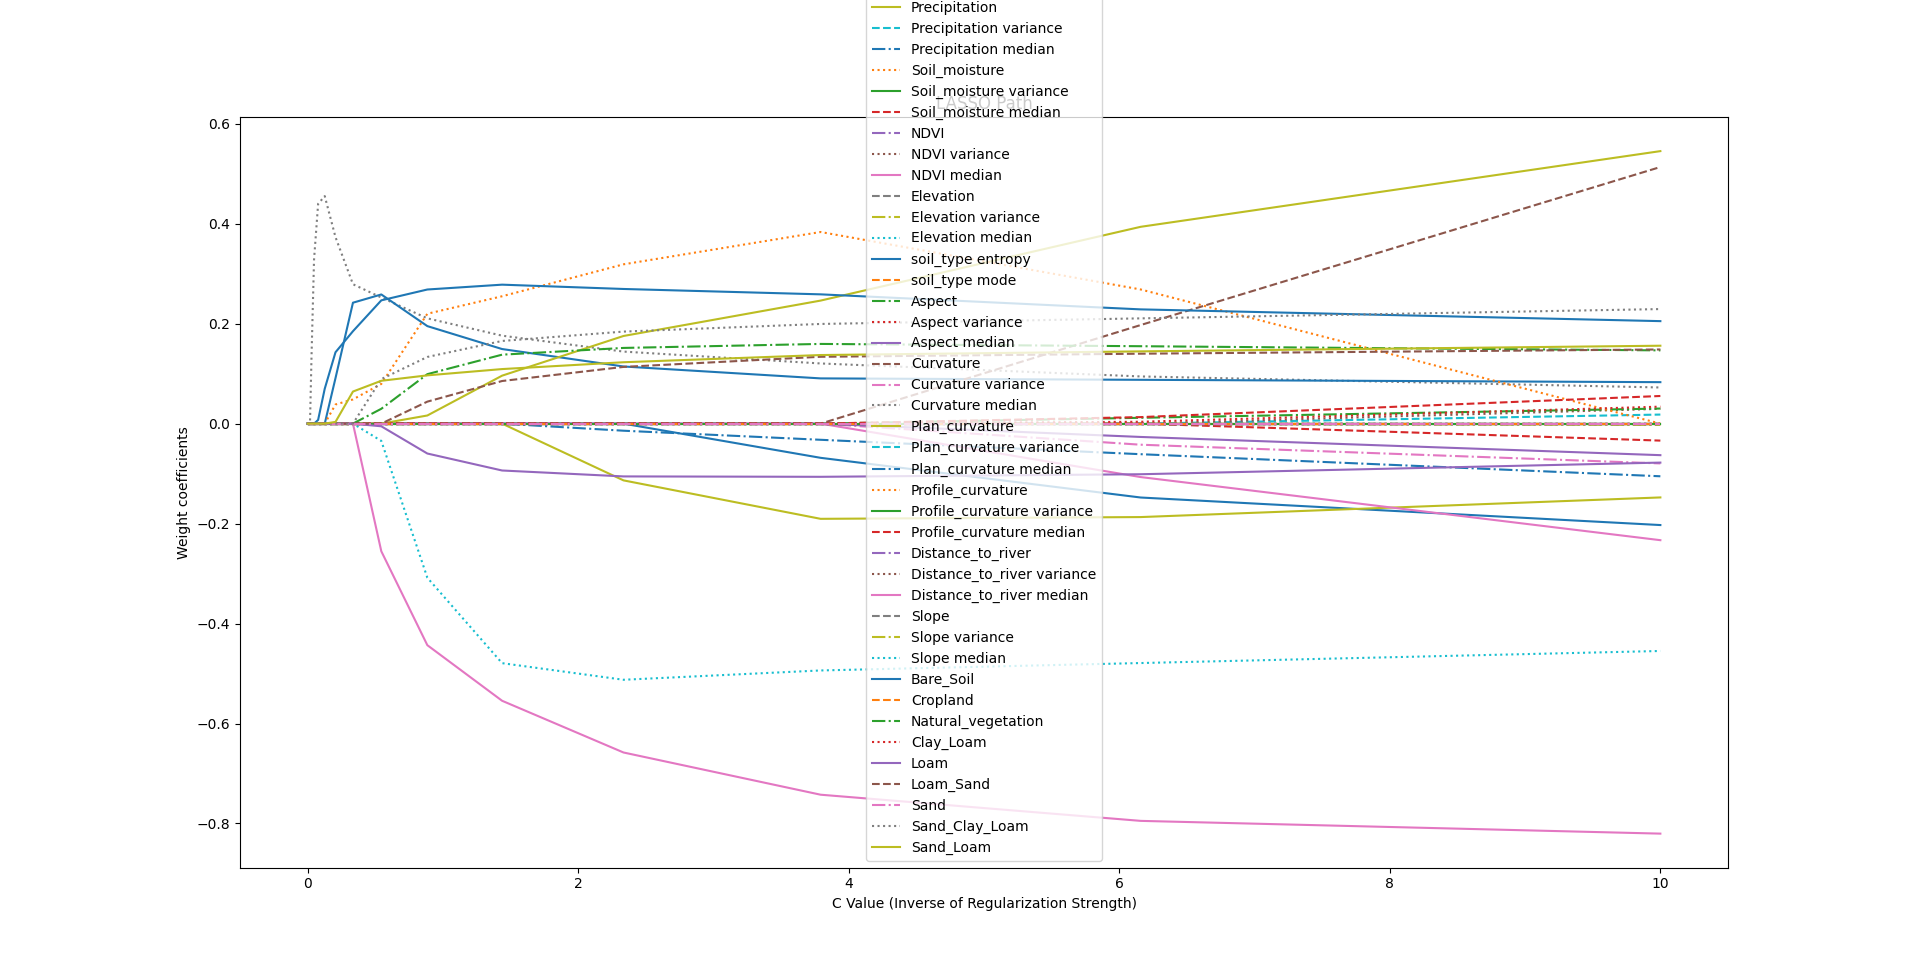 Precipitation
Precipitation variance
Precipitation median
Soil_moisture
Soil_moisture variance
LASSO Path
Soil_moisture median
NDVI
NDVI variance
NDVI median
Elevation
Elevation variance
Elevation median
soil_type entropy
soil_type mode
Aspect
Aspect variance
Aspect median
Curvature
Curvature variance
Curvature median
Plan_curvature
Plan_curvature variance
Plan_curvature median
Profile_curvature
Profile_curvature variance
Profile_curvature median
Distance_to_river
Distance_to_river variance
Distance_to_river median
Slope
Slope variance
Slope median
Bare_Soil
Cropland
Natural_vegetation
Clay_Loam
Loam
Loam_Sand
Sand
Sand_Clay_Loam
Sand_Loam
0.6
0.4
0.2
0.0
−0.2
−0.4
−0.6
−0.8
Weight coefficients
0 2 4 6 8 10
C Value (Inverse of Regularization Strength)